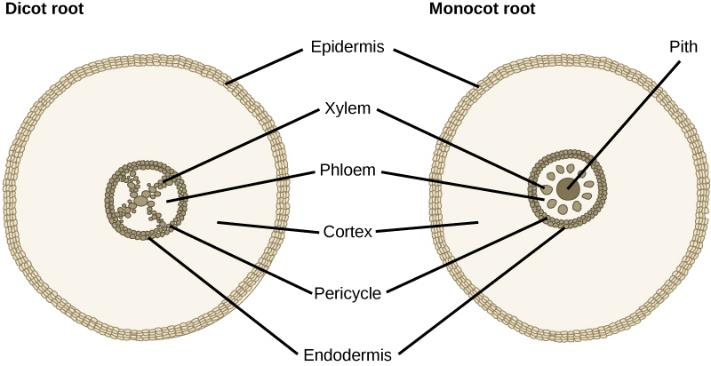 Dicot root
Monocot root
Epidermis
Pith
Xylem
Phloem
Cortex
Pericycle
Endodermis